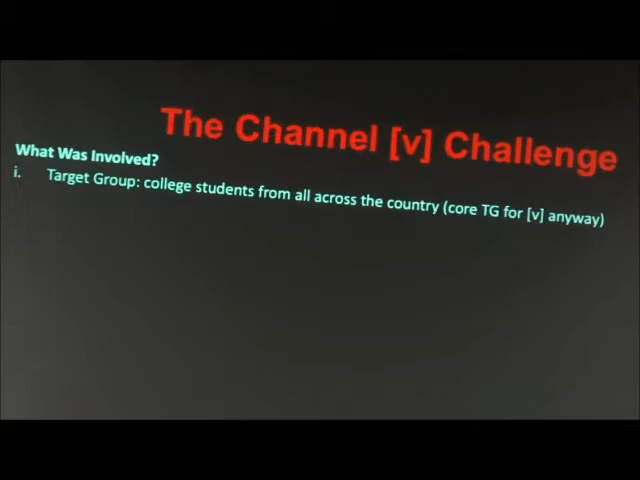 The Channel [v] Challenge
What Was Involved?
i. Target Group: college students from all across the country (core TG for [v] anyway)